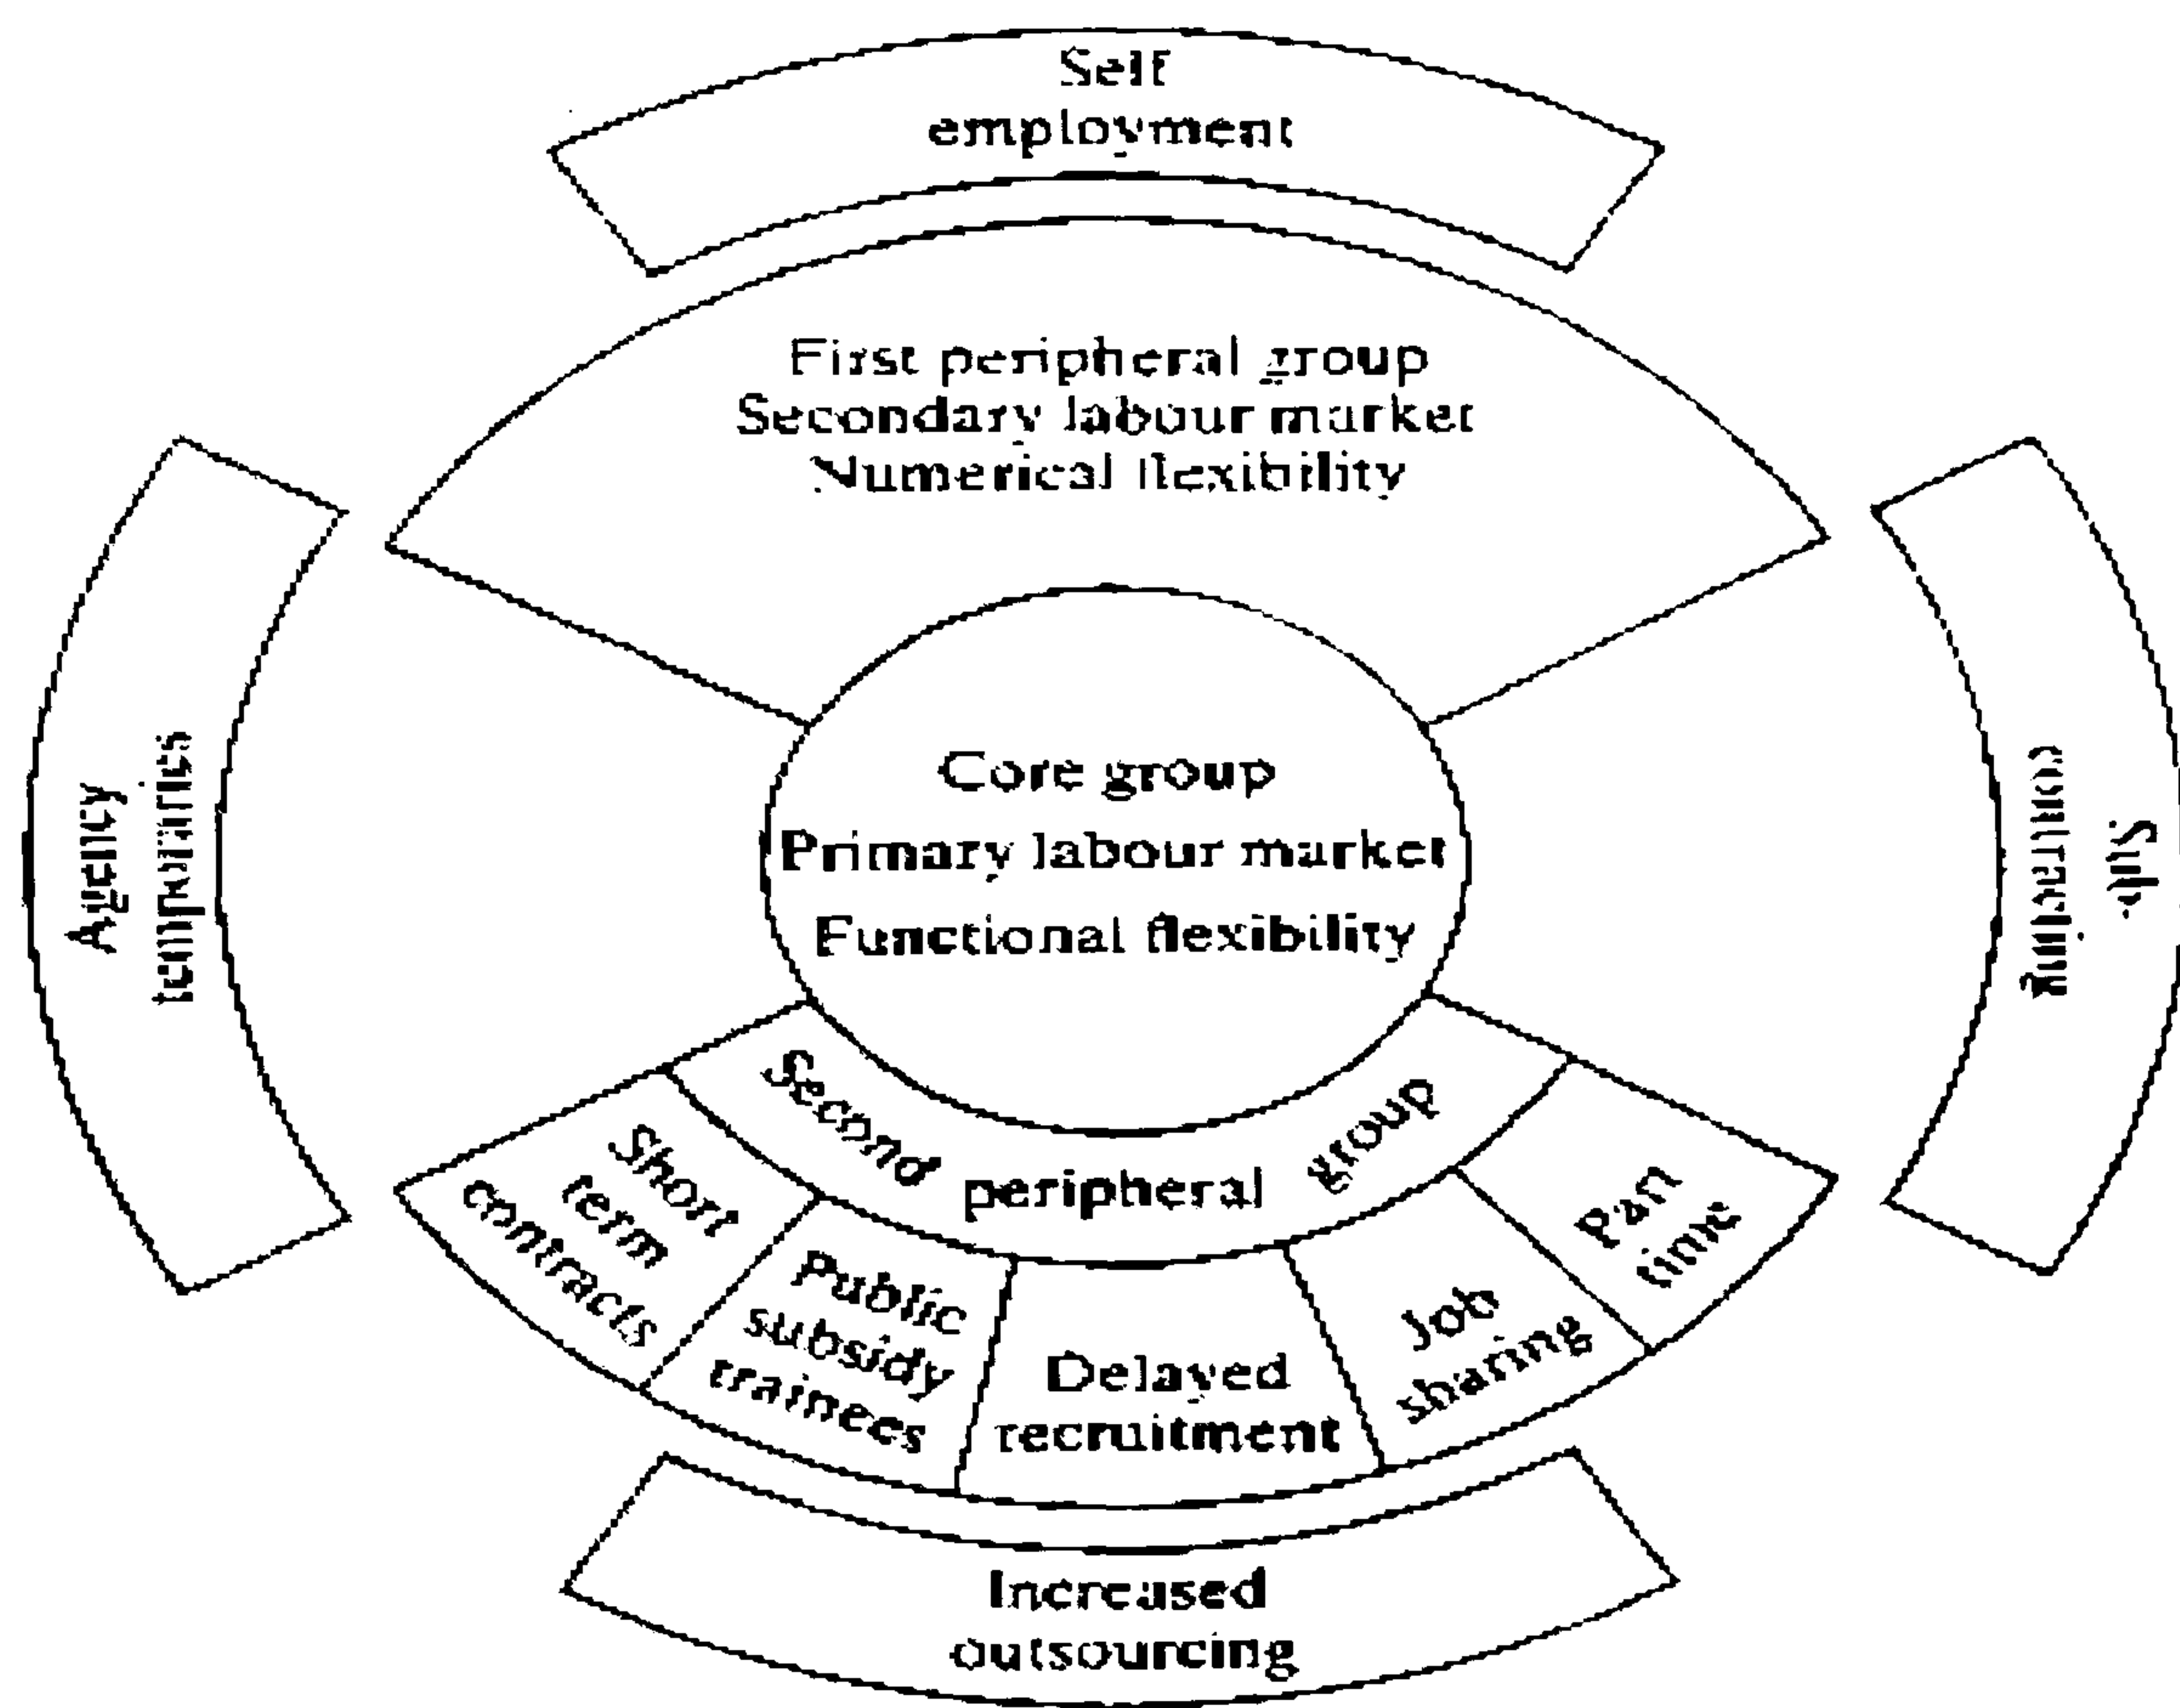 Self
employment
First peripheral group
Secondary labour market
Numerical flexibility
Agency
temporaries
Core group
Primary labour market
Functional flexibility
Sub-
contracting
Second peripheral group
Short
term
contracts
Public
subsidy
trainees
Delayed
recruitment
Job
sharing
Part
time
Increased
outsourcing